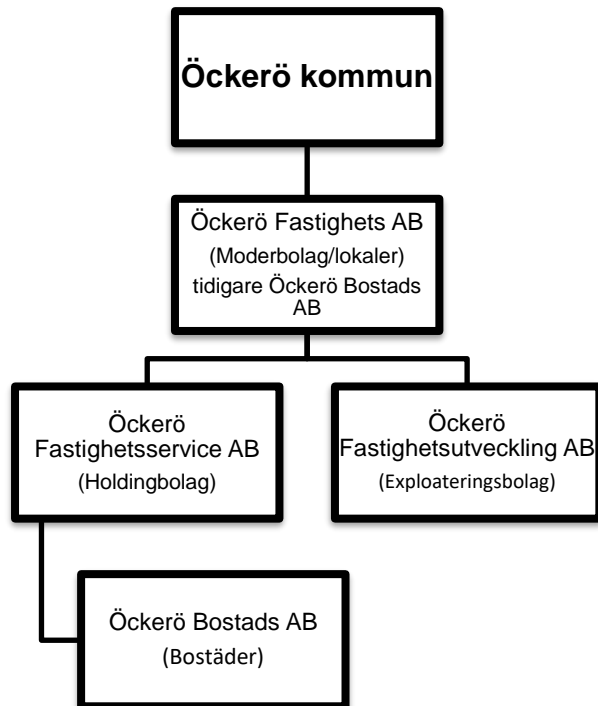 Öckerö kommun
Öckerö Fastighets AB
(Moderbolag/lokaler)
tidigare Öckerö Bostads
AB
Öckerö
Fastighetsservice AB
(Holdingbolag)
Öckerö
Fastighetsutveckling AB
(Exploateringsbolag)
Öckerö Bostads AB
(Bostäder)